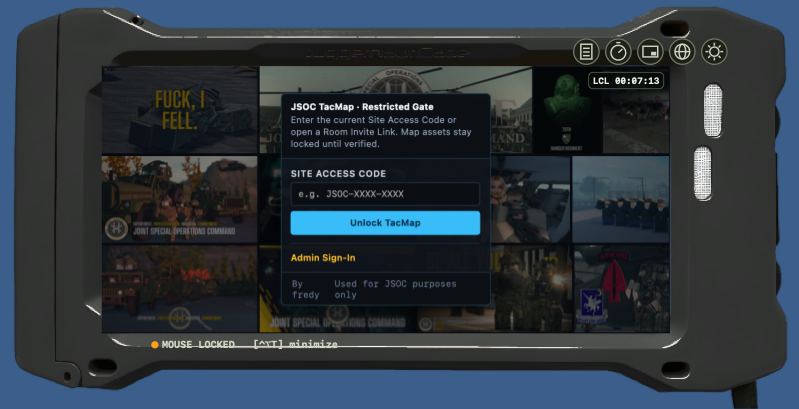 LCL 00:07:13
FUCK, I
FELL.
JSOC TacMap · Restricted Gate
Enter the current Site Access Code or
open a Room Invite Link. Map assets stay
locked until verified.
SITE ACCESS CODE
e.g. JSOC-XXXX-XXXX
Unlock TacMap
Admin Sign-In
By fredy
Used for JSOC purposes only
RANGER REGIMENT
JOINT SPECIAL OPERATIONS COMMAND
JOINT SPECIAL OPERATIONS COMMAND
MOUSE LOCKED [^⌥T] minimize